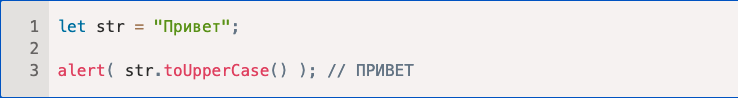 1 let str = "Привет";
2
3 alert( str.toUpperCase() ); // ПРИВЕТ